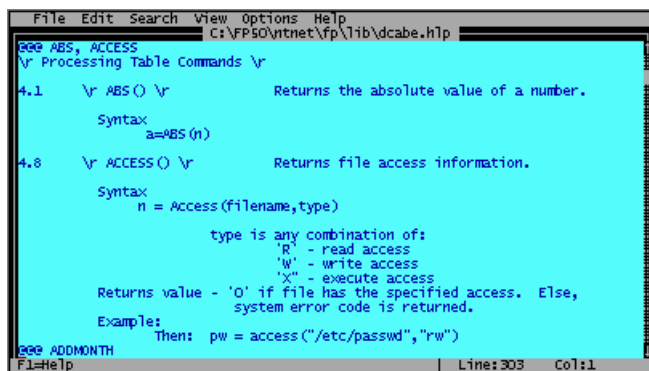 File Edit Search View Options Help
C:\FPSO\ntnet\fp\lib\dcabe.hlp
@@@ ABS, ACCESS
\r Processing Table Commands \r
4.1 \r ABS() \r Returns the absolute value of a number.
Syntax
a=ABS(n)
4.8 \r ACCESS() \r Returns file access information.
Syntax
n = Access(filename,type)
type is any combination of:
'R' - read access
'W' - write access
'X" - execute access
Returns value - 'O' if file has the specified access. Else,
system error code is returned.
Example:
Then: pw = access("/etc/passwd","rw")
@@@ ADDMONTH
F1=Help Line:303 Col:1